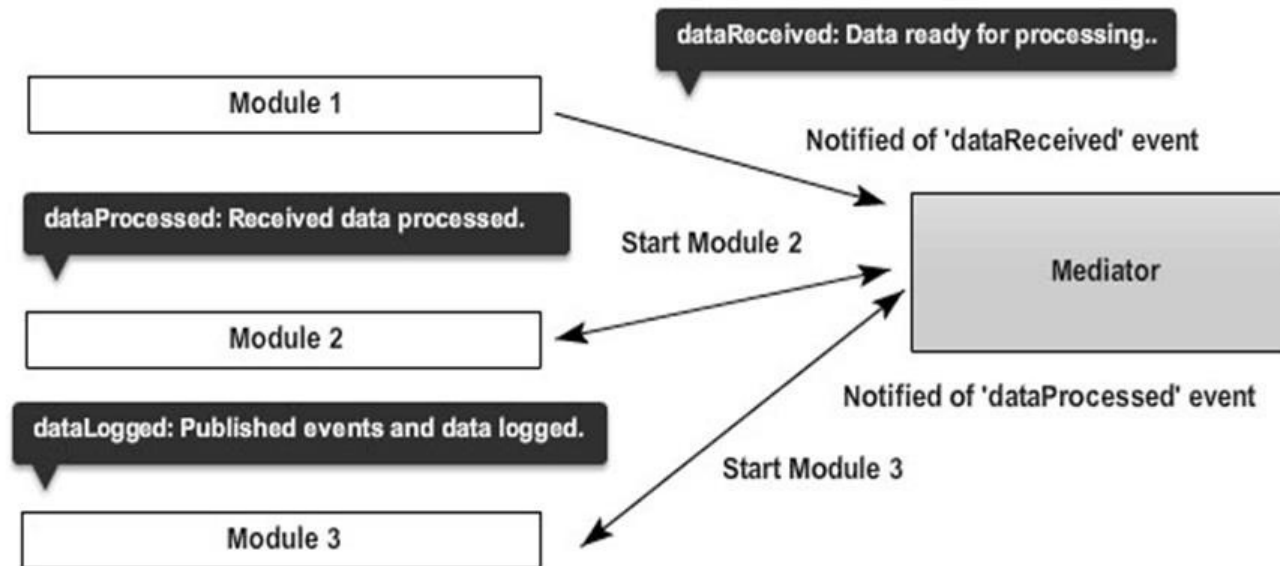 dataReceived: Data ready for processing..
Module 1
Notified of 'dataReceived' event
dataProcessed: Received data processed.
Start Module 2
Mediator
Module 2
Notified of 'dataProcessed' event
dataLogged: Published events and data logged.
Start Module 3
Module 3